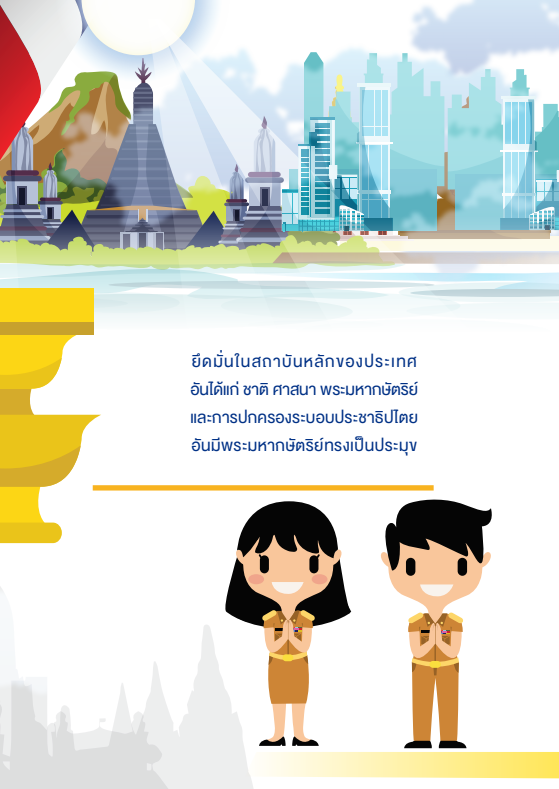 ยึดมั่นในสถาบันหลักของประเทศ
อันได้แก่ ชาติ ศาสนา พระมหากษัตริย์
และการปกครองระบอบประชาธิปไตย
อันมีพระมหากษัตริย์ทรงเป็นประมุข